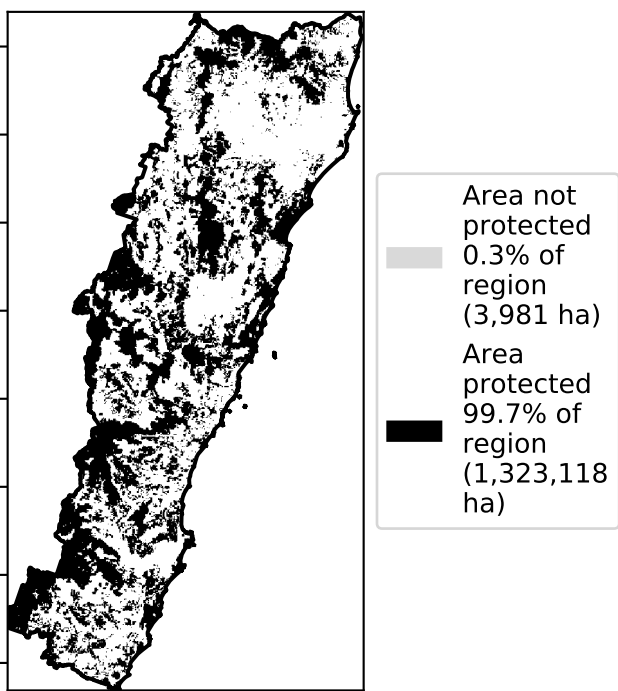 Area not
protected
0.3% of
region
(3,981 ha)
Area
protected
99.7% of
region
(1,323,118
ha)